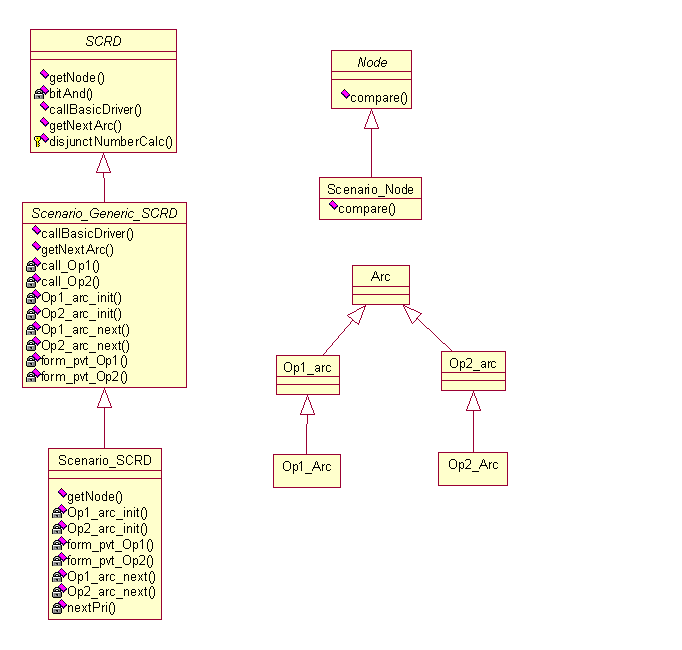 SCRD
getNode()
bitAnd()
callBasicDriver()
getNextArc()
disjunctNumberCalc()
Scenario_Generic_SCRD
callBasicDriver()
getNextArc()
call_Op1()
call_Op2()
Op1_arc_init()
Op2_arc_init()
Op1_arc_next()
Op2_arc_next()
form_pvt_Op1()
form_pvt_Op2()
Scenario_SCRD
getNode()
Op1_arc_init()
Op2_arc_init()
form_pvt_Op1()
form_pvt_Op2()
Op1_arc_next()
Op2_arc_next()
nextPri()
Node
compare()
Scenario_Node
compare()
Arc
Op1_arc
Op2_arc
Op1_Arc
Op2_Arc